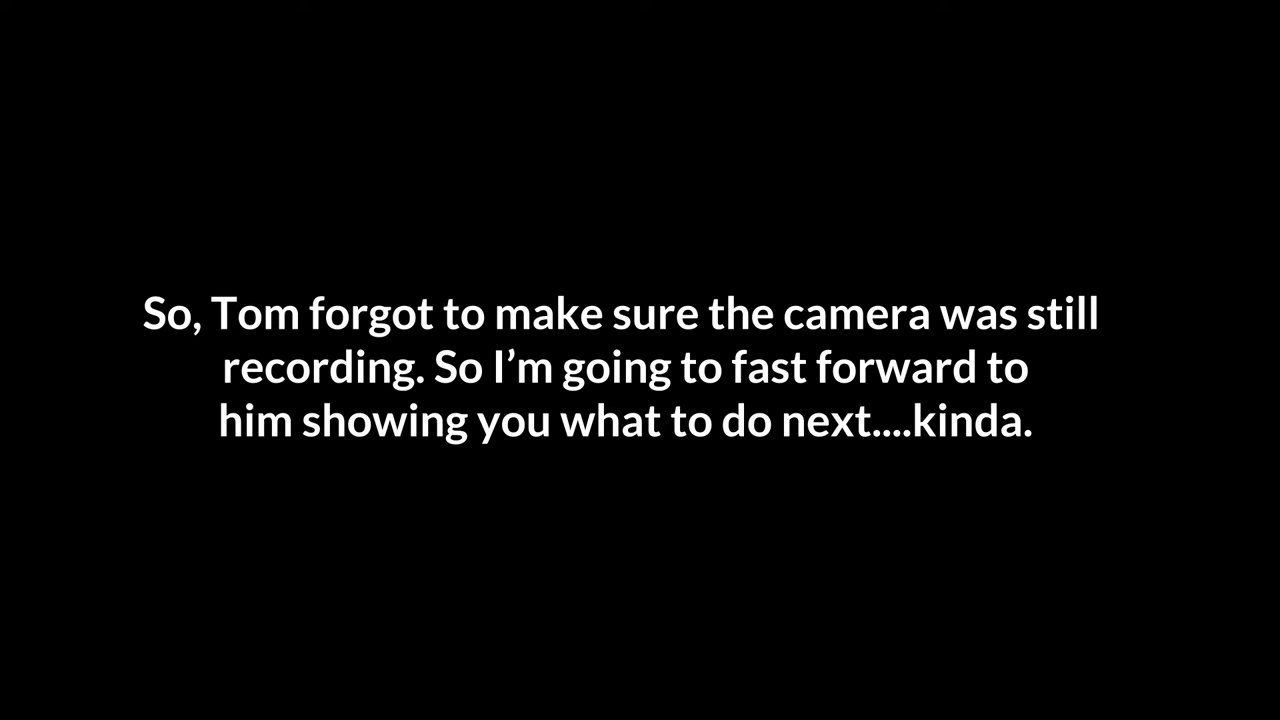 So, Tom forgot to make sure the camera was still
recording. So I’m going to fast forward to
him showing you what to do next....kinda.